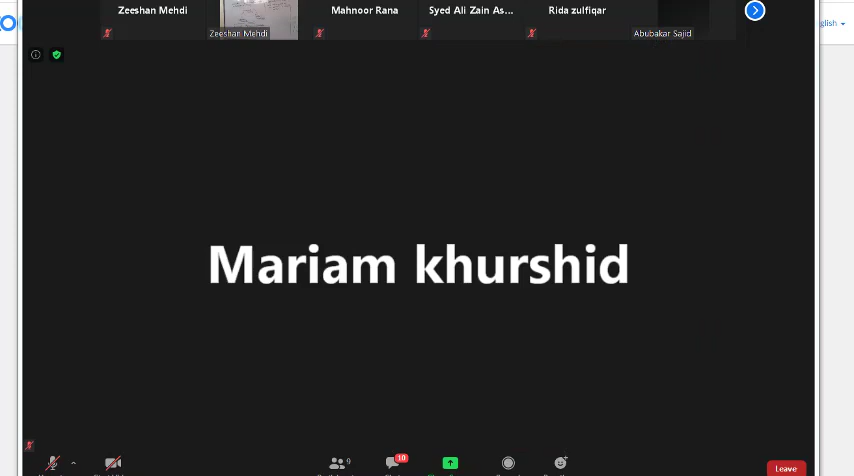 Zeeshan Mehdi
Mahnoor Rana
Syed Ali Zain As...
Rida zulfiqar
Zeeshan Mehdi
Abubakar Sajid
glish
Mariam khurshid
9
10
Leave